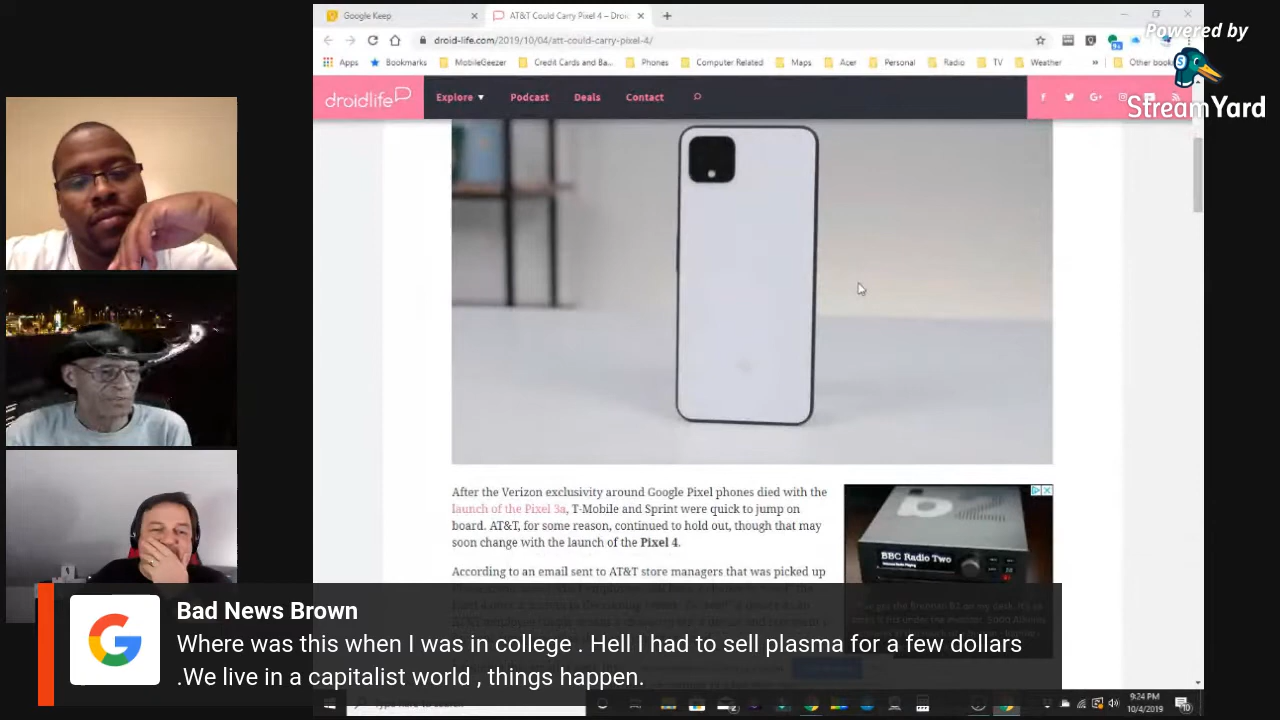 Google Keep
AT&T Could Carry Pixel 4 – Droi
droid-life.com/2019/10/04/att-could-carry-pixel-4/
Apps Bookmarks MobileGeezer Credit Cards and Ba... Phones Computer Related Maps Acer Personal Radio TV Weather » Other boo
Powered by
StreamYard
droidlife Explore Podcast Deals Contact
After the Verizon exclusivity around Google Pixel phones died with the
launch of the Pixel 3a, T-Mobile and Sprint were quick to jump on
board. AT&T, for some reason, continued to hold out, though that may
soon change with the launch of the Pixel 4.
According to an email sent to AT&T store managers that was picked up
BBC Radio Two
Bad News Brown
Where was this when I was in college . Hell I had to sell plasma for a few dollars
.We live in a capitalist world , things happen.
9:24 PM
10/4/2019